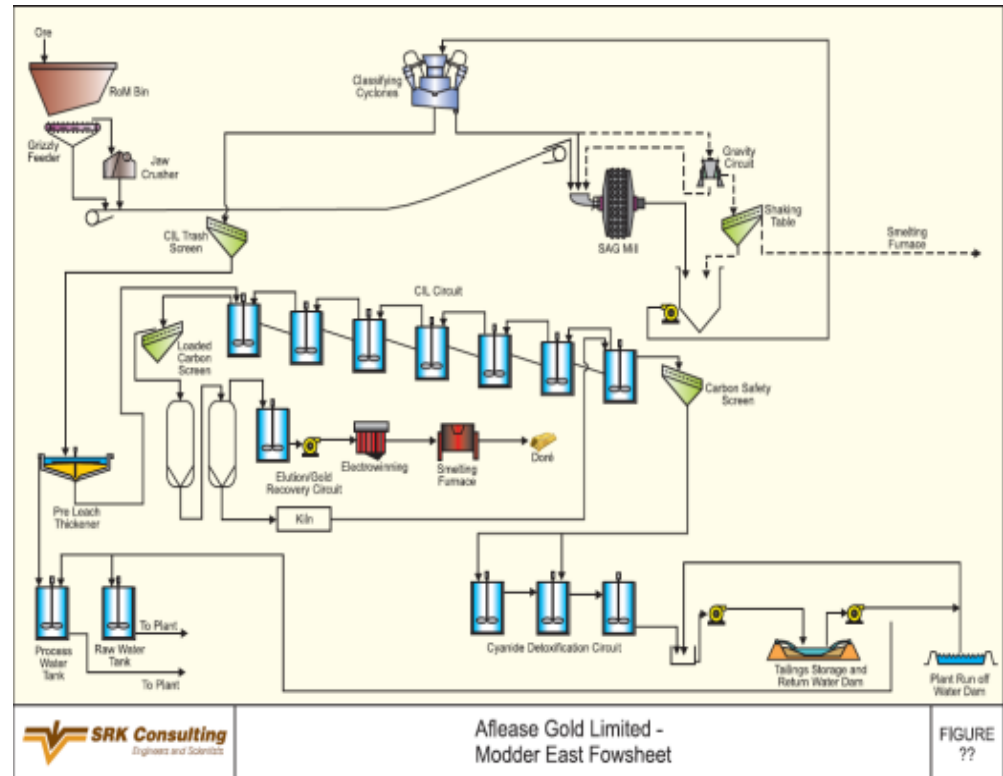 Ore
RoM Bin
Grizzly
Feeder
Jaw
Crusher
Classifying
Cyclones
Gravity
Circuit
SAG Mill
Shaking
Table
Smelting
Furnace
CIL Trash
Screen
CIL Circuit
Loaded
Carbon
Screen
Carbon Safety
Screen
Pre Leach
Thickener
Elution/Gold
Recovery Circuit
Electrowinning
Smelting
Furnace
Doré
Kiln
Process
Water
Tank
Raw Water
Tank
To Plant
To Plant
Cyanide Detoxification Circuit
Tailings Storage and
Return Water Dam
Plant Run off
Water Dam
SRK Consulting
Engineers and Scientists
Aflease Gold Limited -
Modder East Fowsheet
FIGURE
??